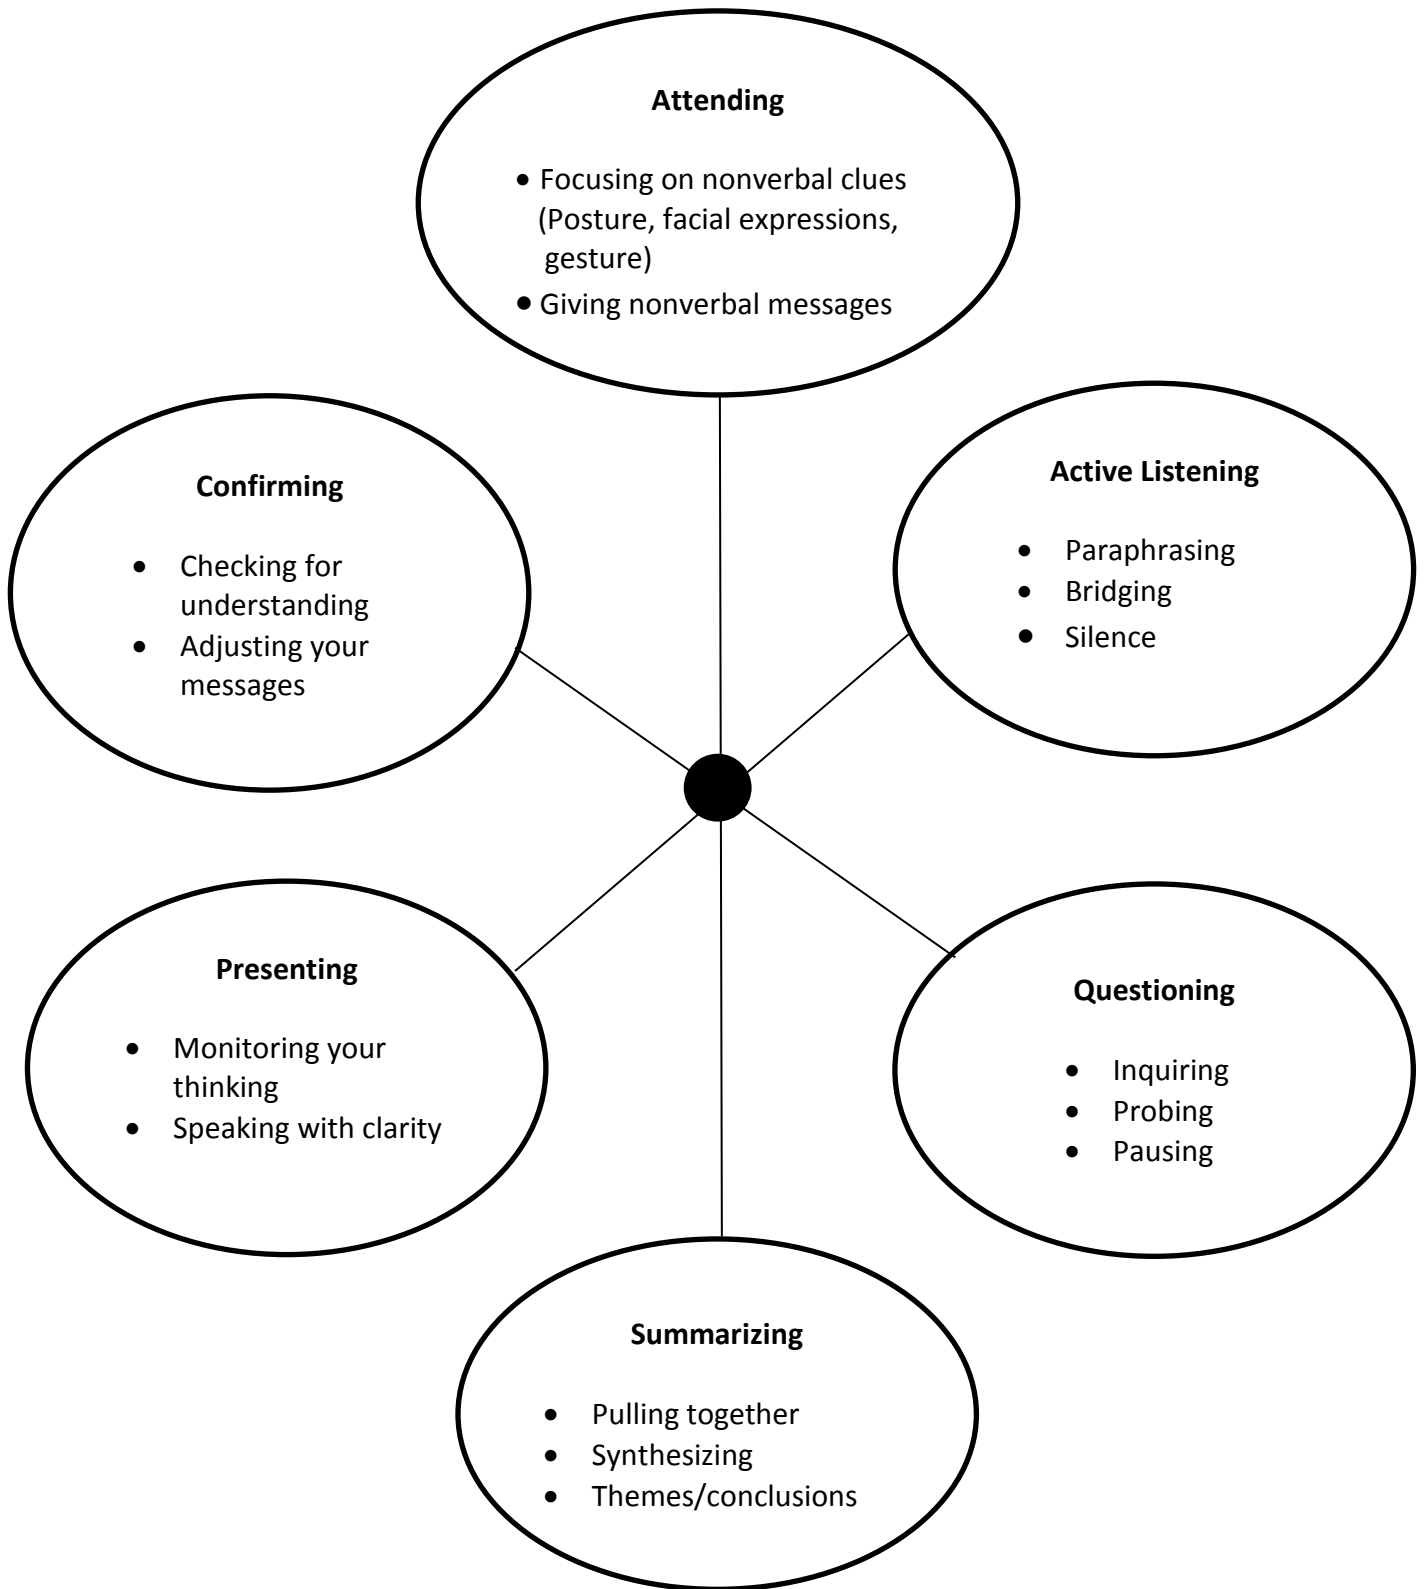 Attending
• Focusing on nonverbal clues
(Posture, facial expressions,
gesture)
• Giving nonverbal messages
Active Listening
• Paraphrasing
• Bridging
• Silence
Questioning
• Inquiring
• Probing
• Pausing
Summarizing
• Pulling together
• Synthesizing
• Themes/conclusions
Presenting
• Monitoring your
thinking
• Speaking with clarity
Confirming
• Checking for
understanding
• Adjusting your
messages